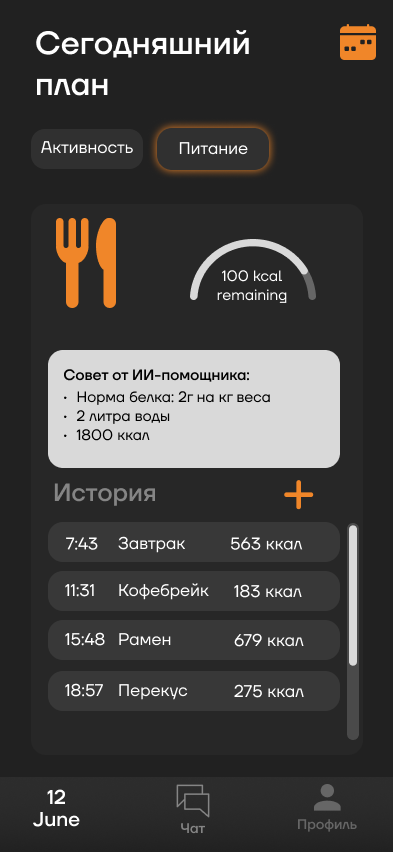 Сегодняшний
план
Активность
Питание
100 kcal
remaining
Совет от ИИ-помощника:
· Норма белка: 2г на кг веса
· 2 литра воды
· 1800 ккал
История
7:43 Завтрак 563 ккал
11:31 Кофебрейк 183 ккал
15:48 Рамен 679 ккал
18:57 Перекус 275 ккал
12
June
Чат
Профиль